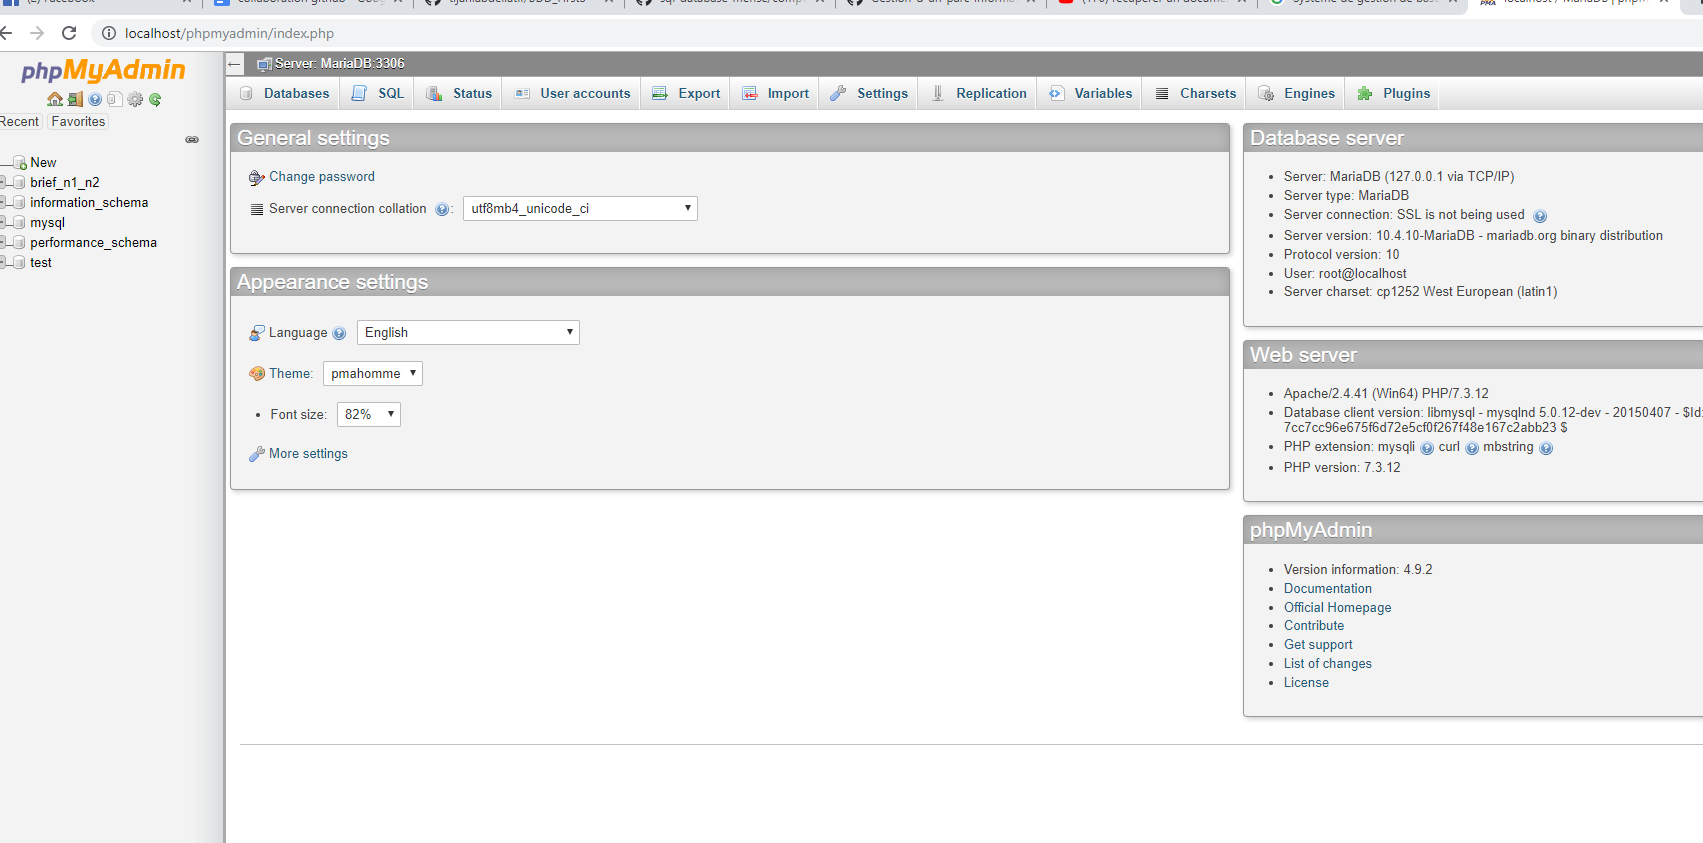 localhost/phpmyadmin/index.php
phpMyAdmin
Recent Favorites
New
brief_n1_n2
information_schema
mysql
performance_schema
test
Server: MariaDB:3306
Databases SQL Status User accounts Export Import Settings Replication Variables Charsets Engines Plugins
General settings
Change password
Server connection collation : utf8mb4_unicode_ci
Appearance settings
Language English
Theme: pmahomme
Font size: 82%
More settings
Database server
Server: MariaDB (127.0.0.1 via TCP/IP)
Server type: MariaDB
Server connection: SSL is not being used
Server version: 10.4.10-MariaDB - mariadb.org binary distribution
Protocol version: 10
User: root@localhost
Server charset: cp1252 West European (latin1)
Web server
Apache/2.4.41 (Win64) PHP/7.3.12
Database client version: libmysql - mysqlnd 5.0.12-dev - 20150407 - $Id:
7cc7cc96e675f6d72e5cf0f267f48e167c2abb23 $
PHP extension: mysqli curl mbstring
PHP version: 7.3.12
phpMyAdmin
Version information: 4.9.2
Documentation
Official Homepage
Contribute
Get support
List of changes
License